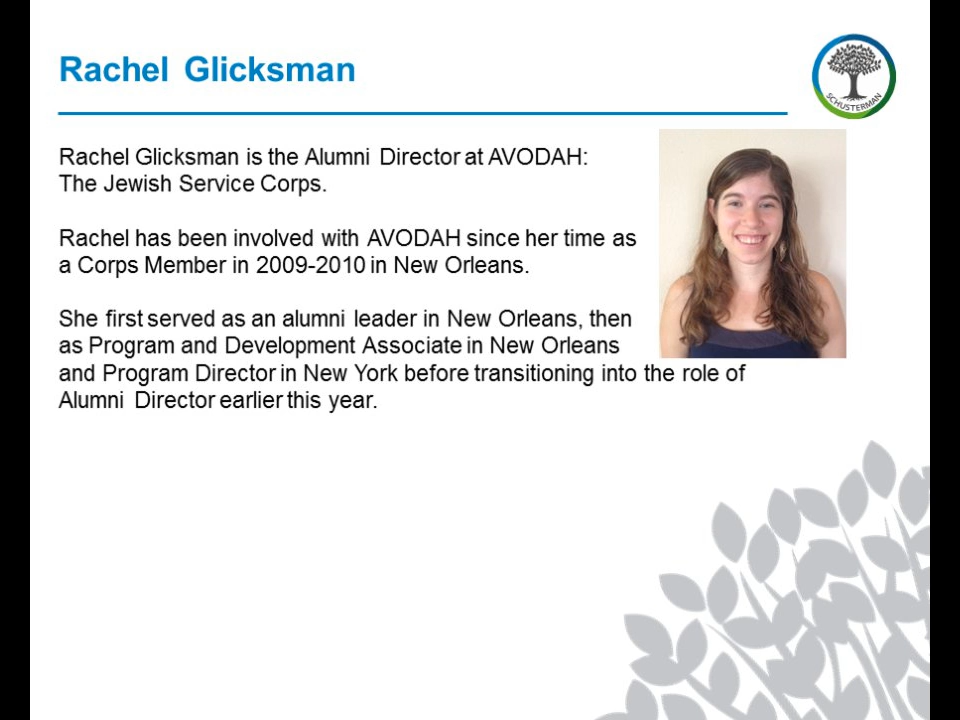 Rachel Glicksman
SCHUSTERMAN
Rachel Glicksman is the Alumni Director at AVODAH:
The Jewish Service Corps.
Rachel has been involved with AVODAH since her time as
a Corps Member in 2009-2010 in New Orleans.
She first served as an alumni leader in New Orleans, then
as Program and Development Associate in New Orleans
and Program Director in New York before transitioning into the role of
Alumni Director earlier this year.